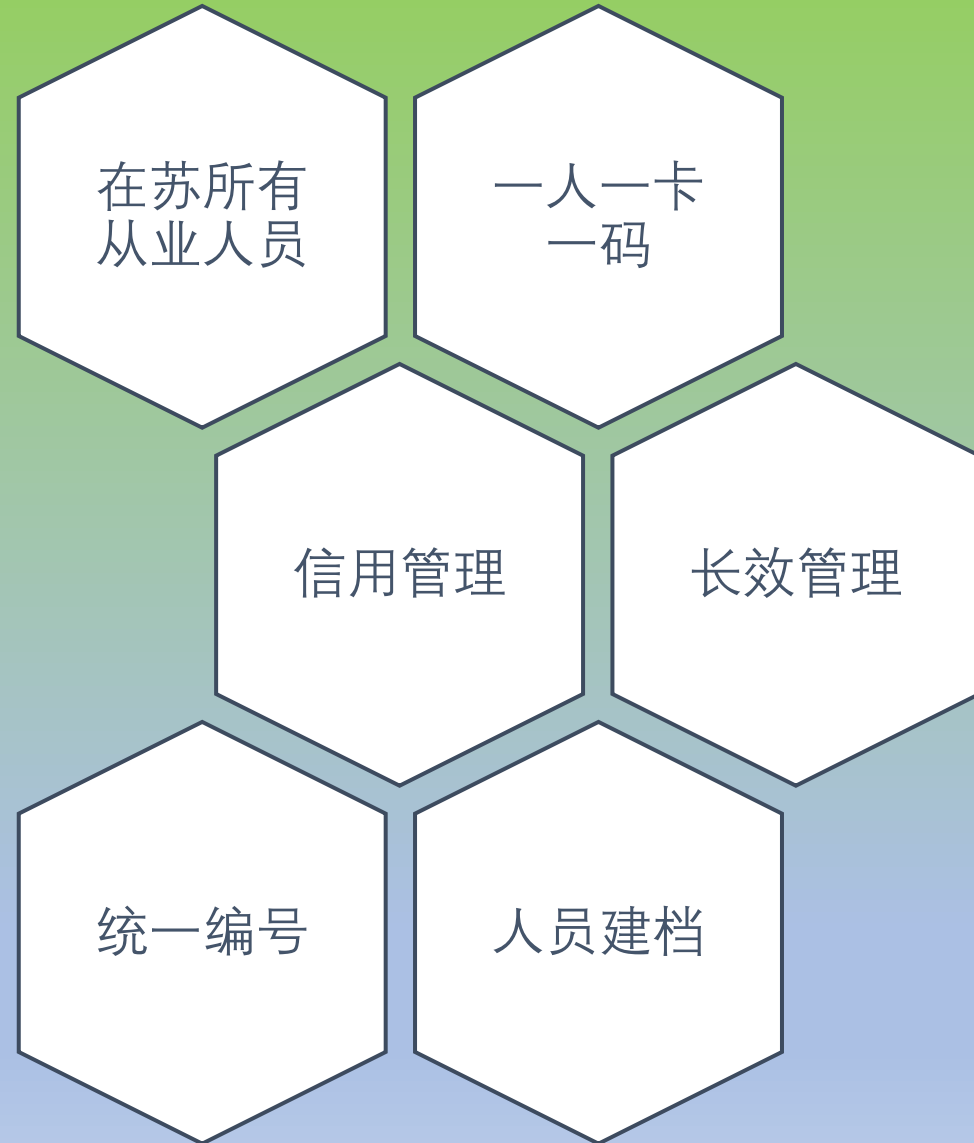 在苏所有
从业人员
一人一卡
一码
信用管理
长效管理
统一编号
人员建档